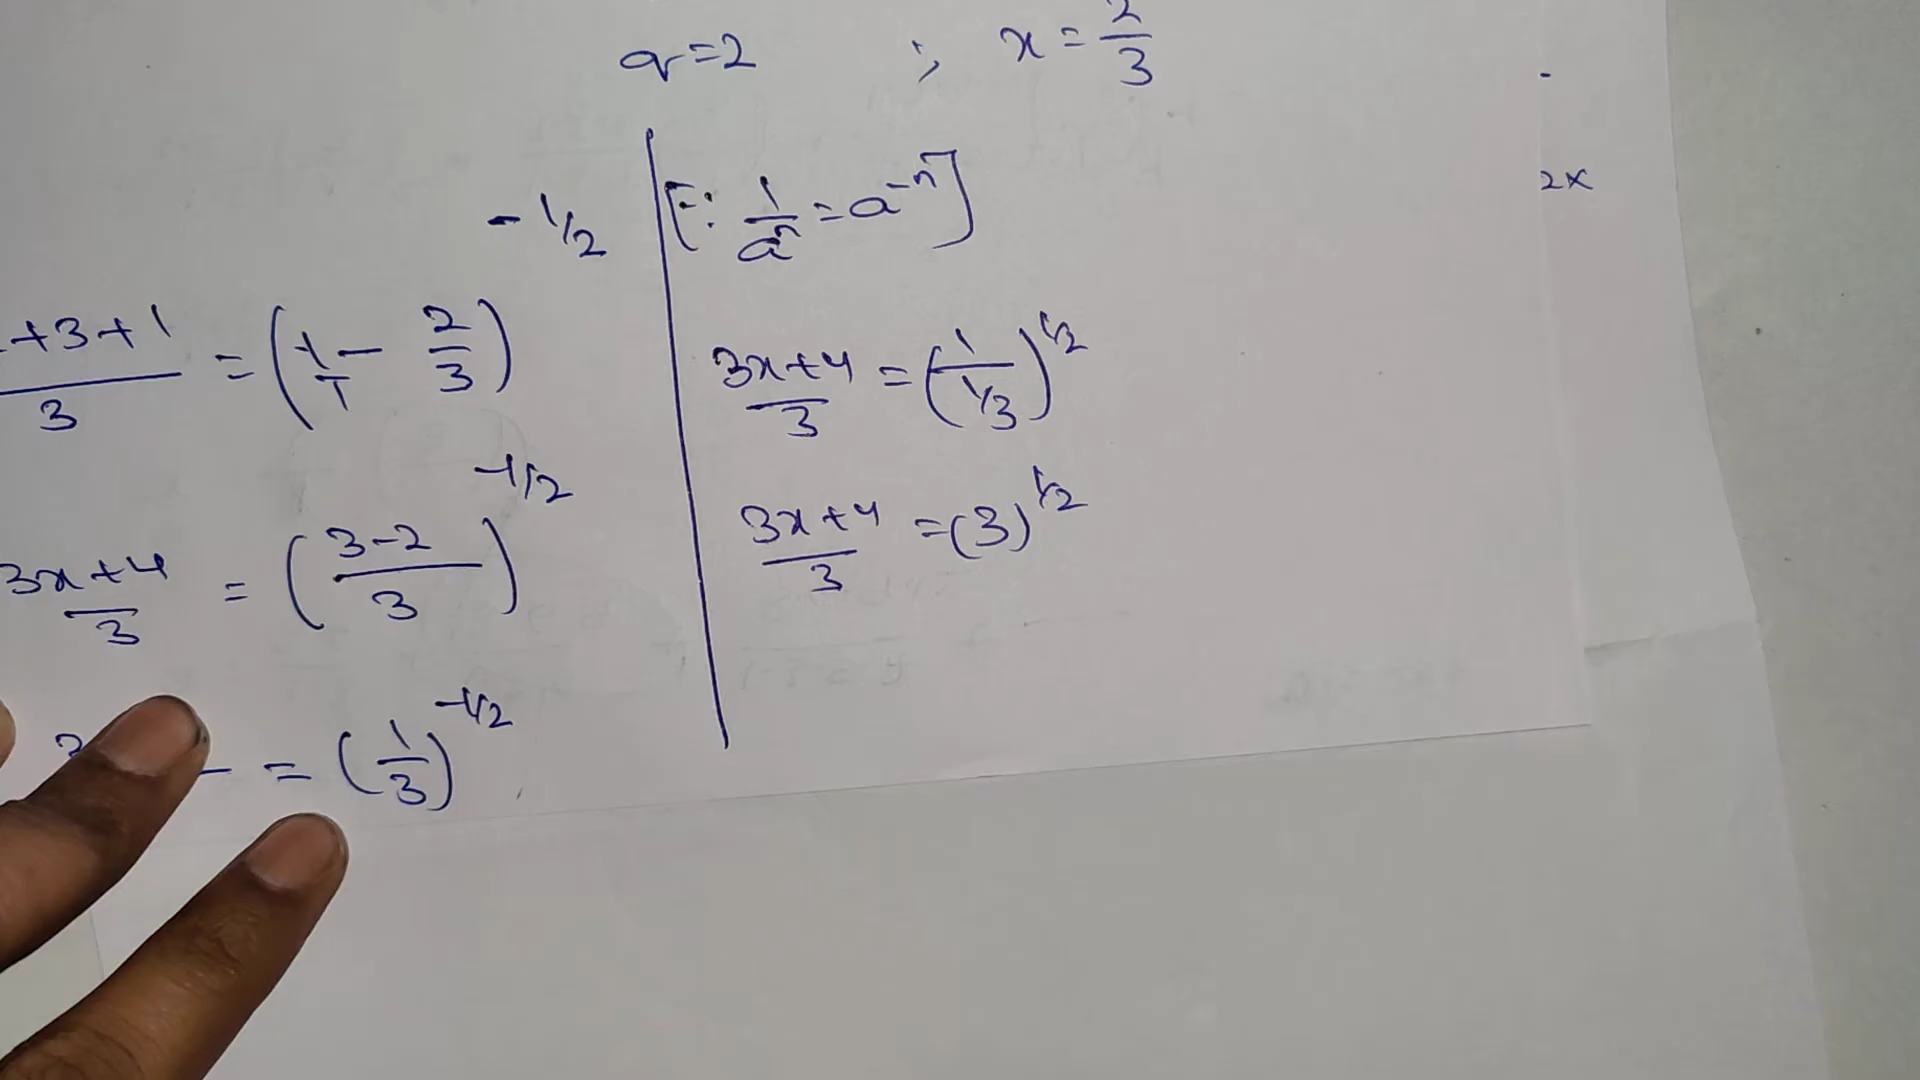 q=2 ; x = 2/3
-1/2
+3+1/3 = (1/1 - 2/3)
-1/2
3x+4/3 = (3-2/3)
= (1/3)^-1/2
[∵ 1/a^n = a^-n]
3x+4/3 = (1/1/3)^1/2
3x+4/3 = (3)^1/2
2x